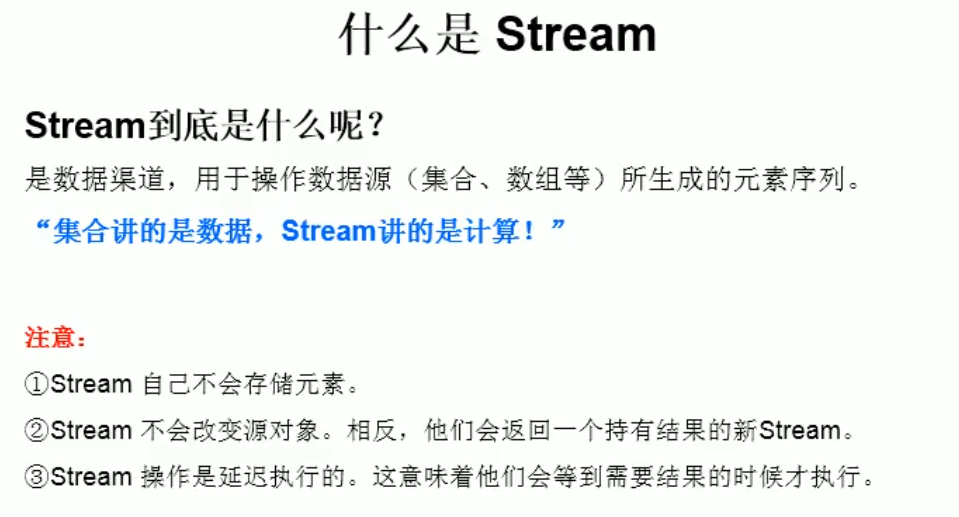 什么是 Stream
Stream到底是什么呢？
是数据渠道，用于操作数据源（集合、数组等）所生成的元素序列。
“集合讲的是数据，Stream讲的是计算！”
注意：
①Stream 自己不会存储元素。
②Stream 不会改变源对象。相反，他们会返回一个持有结果的新Stream。
③Stream 操作是延迟执行的。这意味着他们会等到需要结果的时候才执行。